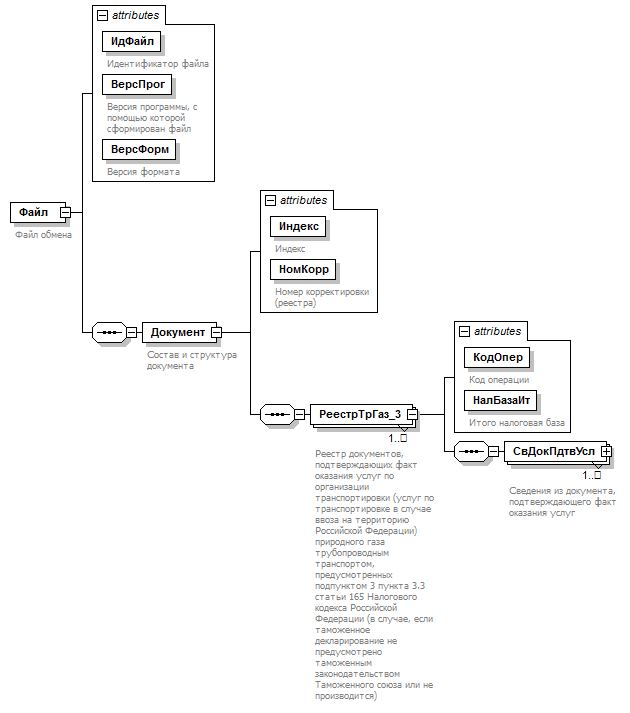 attributes
ИдФайл
Идентификатор файла
ВерсПрог
Версия программы, с
помощью которой
сформирован файл
ВерсФорм
Версия формата
Файл
Файл обмена
attributes
Индекс
Индекс
НомКорр
Номер корректировки
(реестра)
Документ
Состав и структура
документа
attributes
КодОпер
Код операции
НалБазаИт
Итого налоговая база
РеестрТрГаз_3
1..
Реестр документов,
подтверждающих факт
оказания услуг по
организации
транспортировки (услуг по
транспортировке в случае
ввоза на территорию
Российской Федерации)
природного газа
трубопроводным
транспортом,
предусмотренных
подпунктом 3 пункта 3.3
статьи 165 Налогового
кодекса Российской
Федерации (в случае, если
таможенное
декларирование не
предусмотрено
таможенным
законодательством
Таможенного союза или не
производится)
СвДокПдтвУсл
1..
Сведения из документа,
подтверждающего факт
оказания услуг